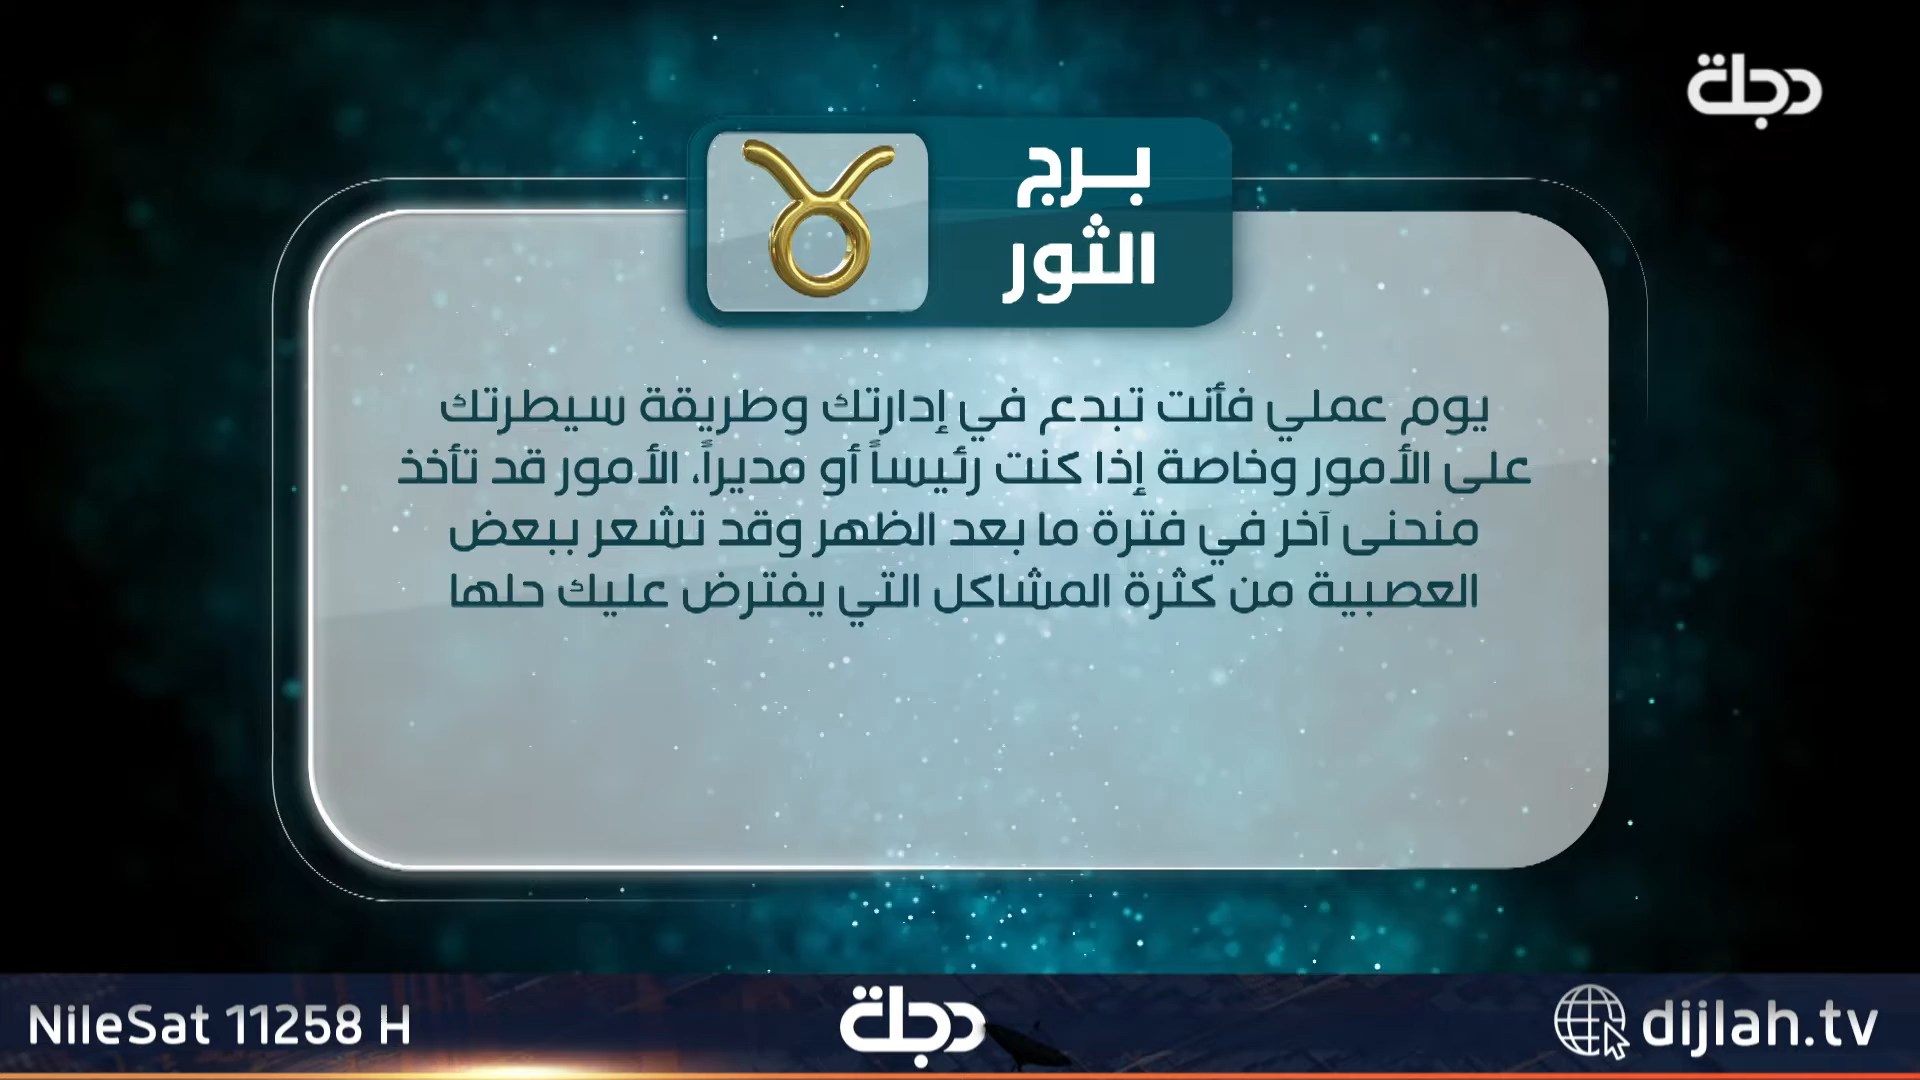 دجلة
برج
الثور
يوم عملي فأنت تبدع في إدارتك وطريقة سيطرتك
على الأمور وخاصة إذا كنت رئيساً أو مديراً، الأمور قد تأخذ
منحنى آخر في فترة ما بعد الظهر وقد تشعر ببعض
العصبية من كثرة المشاكل التي يفترض عليك حلها
NileSat 11258 H
دجلة
dijlah.tv